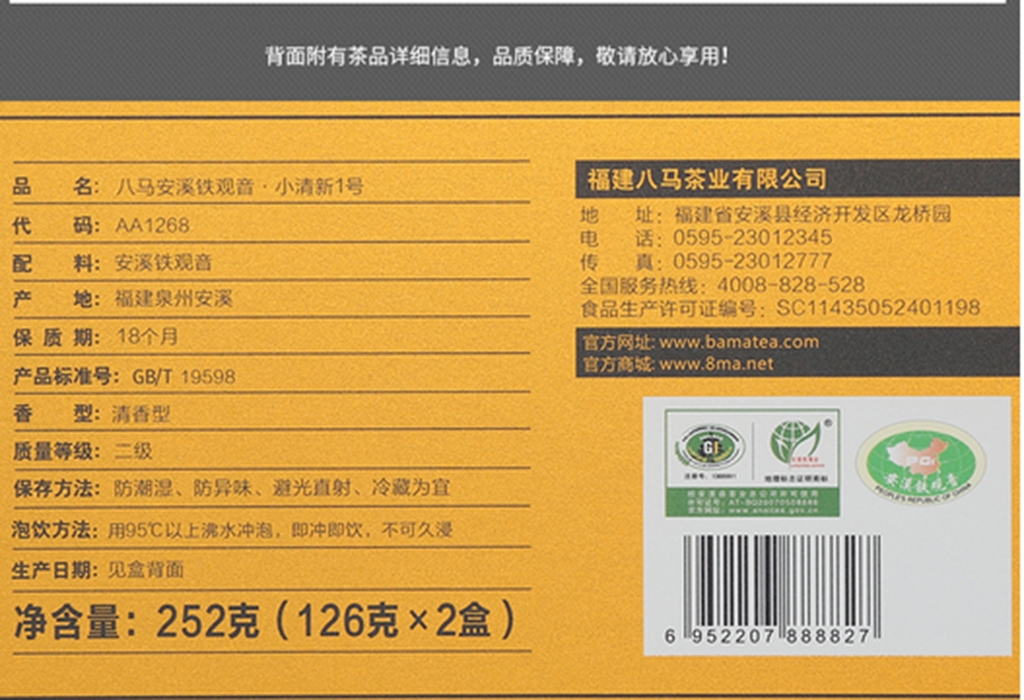 背面附有茶品详细信息，品质保障，敬请放心享用！
品 名：八马安溪铁观音·小清新1号
代 码：AA1268
配 料：安溪铁观音
产 地：福建泉州安溪
保 质 期：18个月
产品标准号：GB/T 19598
香 型：清香型
质量等级：二级
保存方法：防潮湿、防异味、避光直射、冷藏为宜
泡饮方法：用95℃以上沸水冲泡，即冲即饮，不可久浸
生产日期：见盒背面
净含量：252克（126克×2盒）
福建八马茶业有限公司
地 址：福建省安溪县经济开发区龙桥园
电 话：0595-23012345
传 真：0595-23012777
全国服务热线：4008-828-528
食品生产许可证编号：SC11435052401198
官方网址：www.bamatea.com
官方商城：www.8ma.net
GI
®
地理标志证明商标
PGI
安溪铁观音
PEOPLE'S REPUBLIC OF CHINA
6 952207 888827